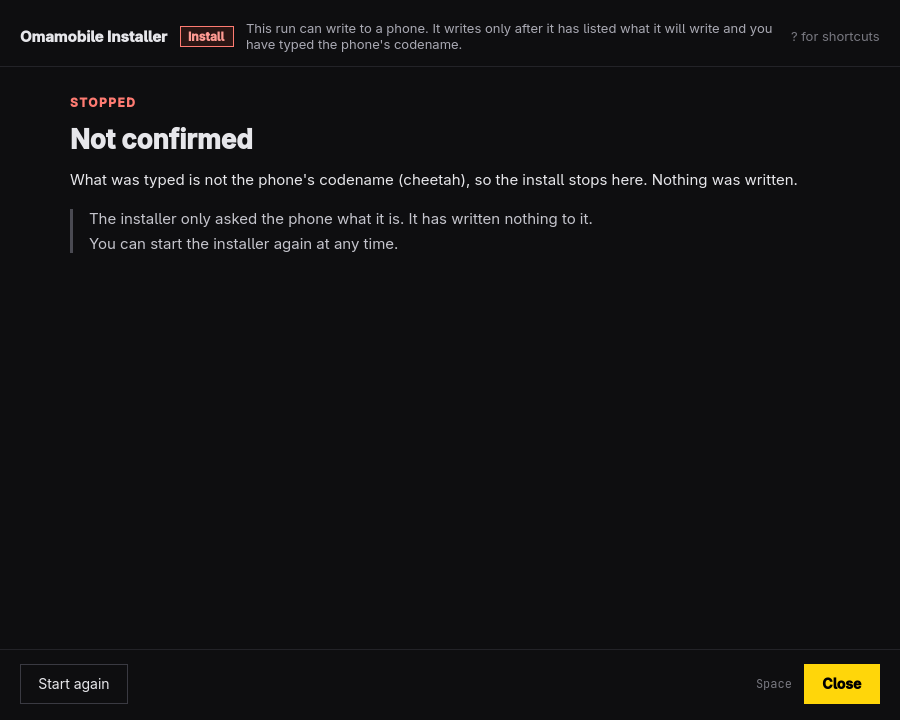 Omamobile Installer
Install
This run can write to a phone. It writes only after it has listed what it will write and you
have typed the phone's codename.
? for shortcuts
STOPPED
Not confirmed
What was typed is not the phone's codename (cheetah), so the install stops here. Nothing was written.
The installer only asked the phone what it is. It has written nothing to it.
You can start the installer again at any time.
Start again
Space
Close